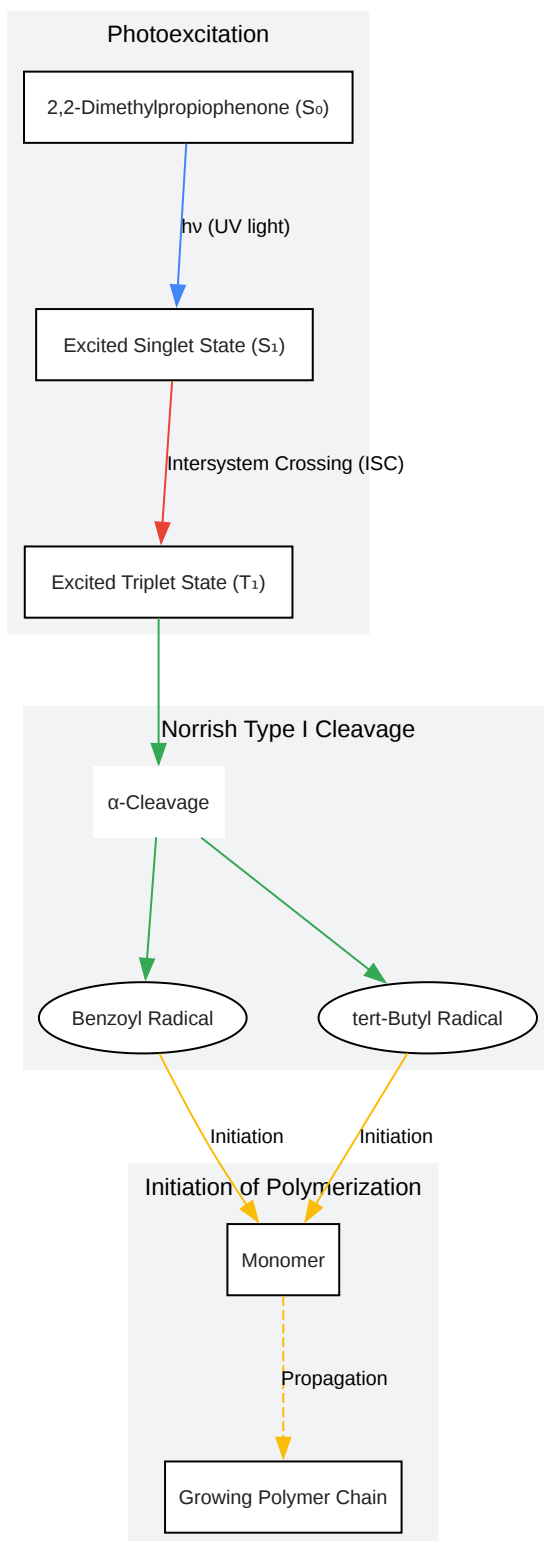 Photoexcitation
2,2-Dimethylpropiophenone (S₀)
hν (UV light)
Excited Singlet State (S₁)
Intersystem Crossing (ISC)
Excited Triplet State (T₁)
Norrish Type I Cleavage
α-Cleavage
Benzoyl Radical
tert-Butyl Radical
Initiation
Initiation
Initiation of Polymerization
Monomer
Propagation
Growing Polymer Chain